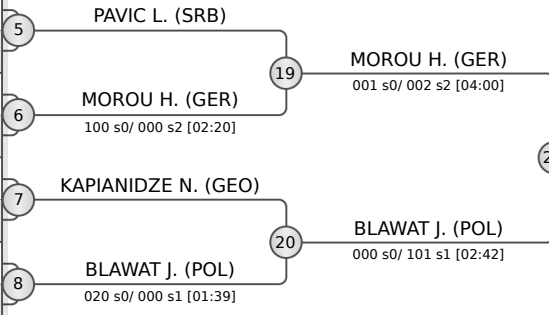 PAVIC L. (SRB)
5
19
MOROU H. (GER)
001 s0/ 002 s2 [04:00]
MOROU H. (GER)
6
100 s0/ 000 s2 [02:20]
2
KAPIANIDZE N. (GEO)
7
20
BLAWAT J. (POL)
000 s0/ 101 s1 [02:42]
BLAWAT J. (POL)
8
020 s0/ 000 s1 [01:39]